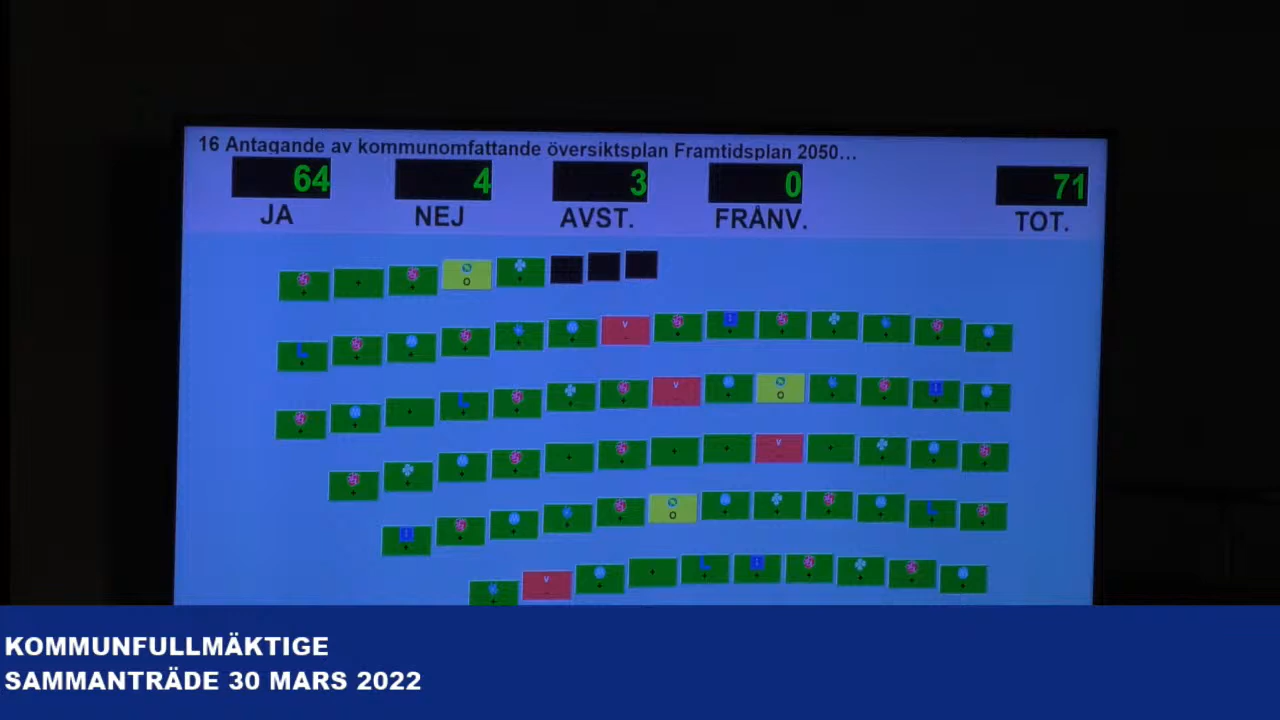 16 Antagande av kommunomfattande översiktsplan Framtidsplan 2050...
64 4 3 0 71
JA NEJ AVST. FRÅNV. TOT.
KOMMUNFULLMÄKTIGE
SAMMANTRÄDE 30 MARS 2022